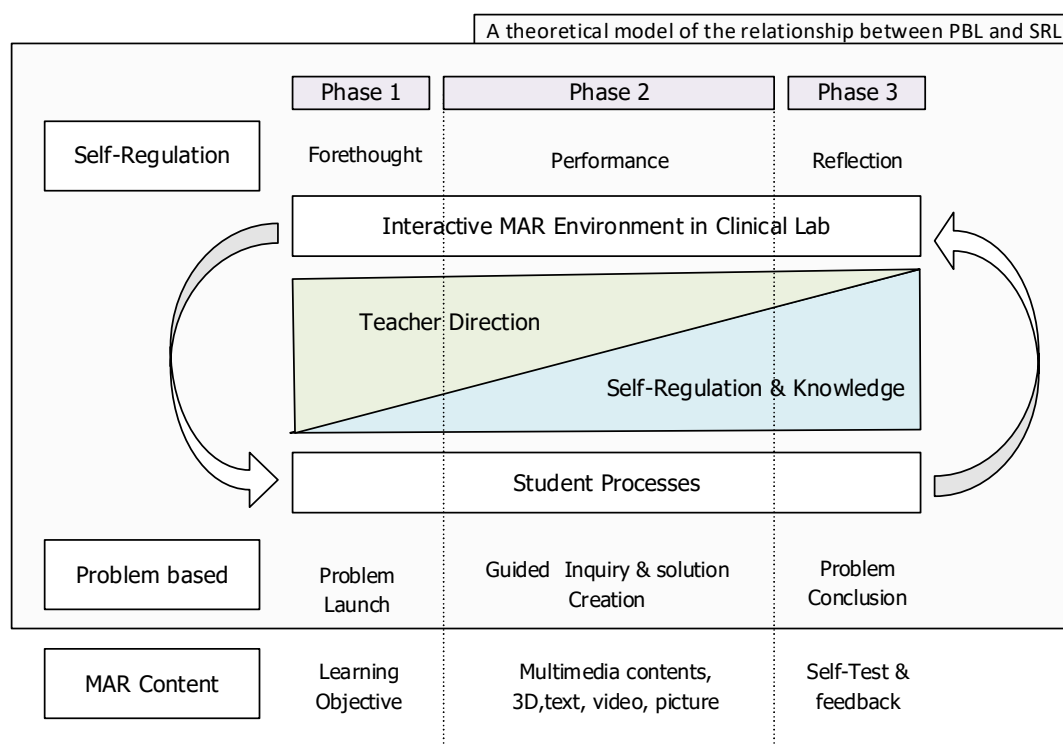 A theoretical model of the relationship between PBL and SRL
Phase 1
Phase 2
Phase 3
Self-Regulation
Forethought
Performance
Reflection
Interactive MAR Environment in Clinical Lab
Teacher Direction
Self-Regulation & Knowledge
Student Processes
Problem based
Problem
Launch
Guided Inquiry & solution
Creation
Problem
Conclusion
MAR Content
Learning
Objective
Multimedia contents,
3D,text, video, picture
Self-Test &
feedback